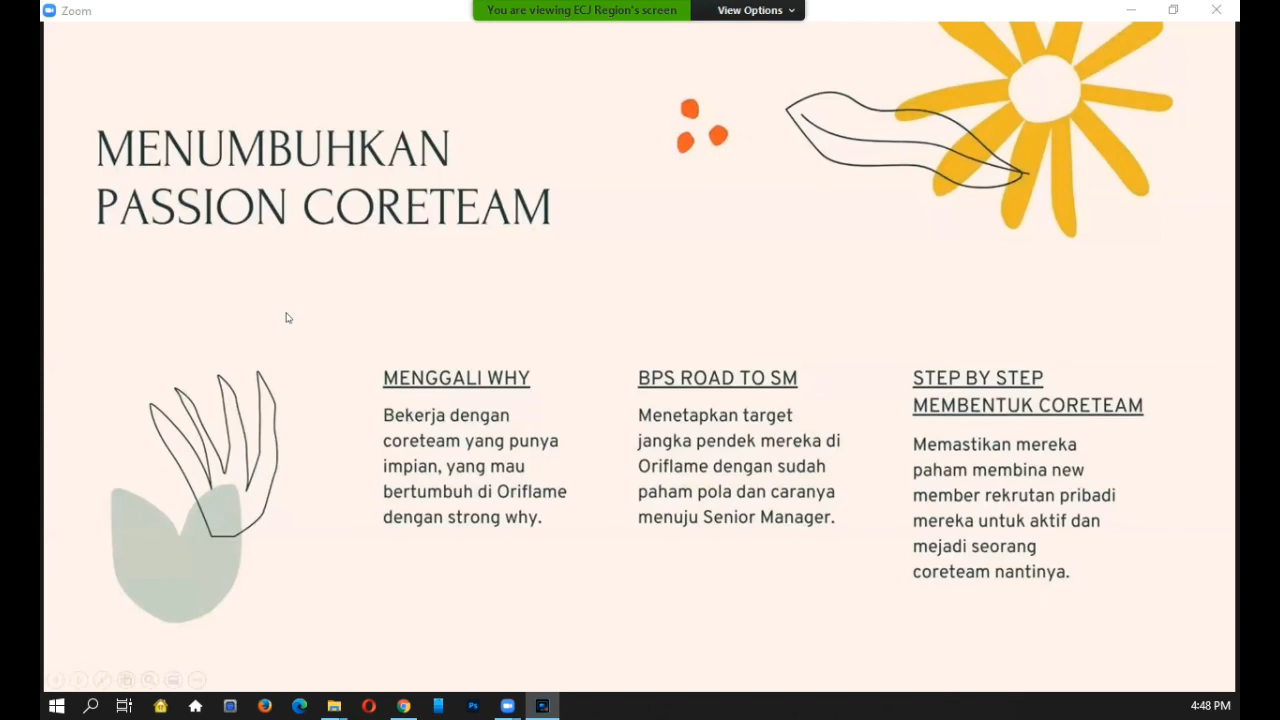 Zoom
You are viewing ECJ Region's screen
View Options
MENUMBUHKAN
PASSION CORETEAM
MENGGALI WHY
Bekerja dengan
coreteam yang punya
impian, yang mau
bertumbuh di Oriflame
dengan strong why.
BPS ROAD TO SM
Menetapkan target
jangka pendek mereka di
Oriflame dengan sudah
paham pola dan caranya
menuju Senior Manager.
STEP BY STEP
MEMBENTUK CORETEAM
Memastikan mereka
paham membina new
member rekrutan pribadi
mereka untuk aktif dan
mejadi seorang
coreteam nantinya.
Ps
4:48 PM